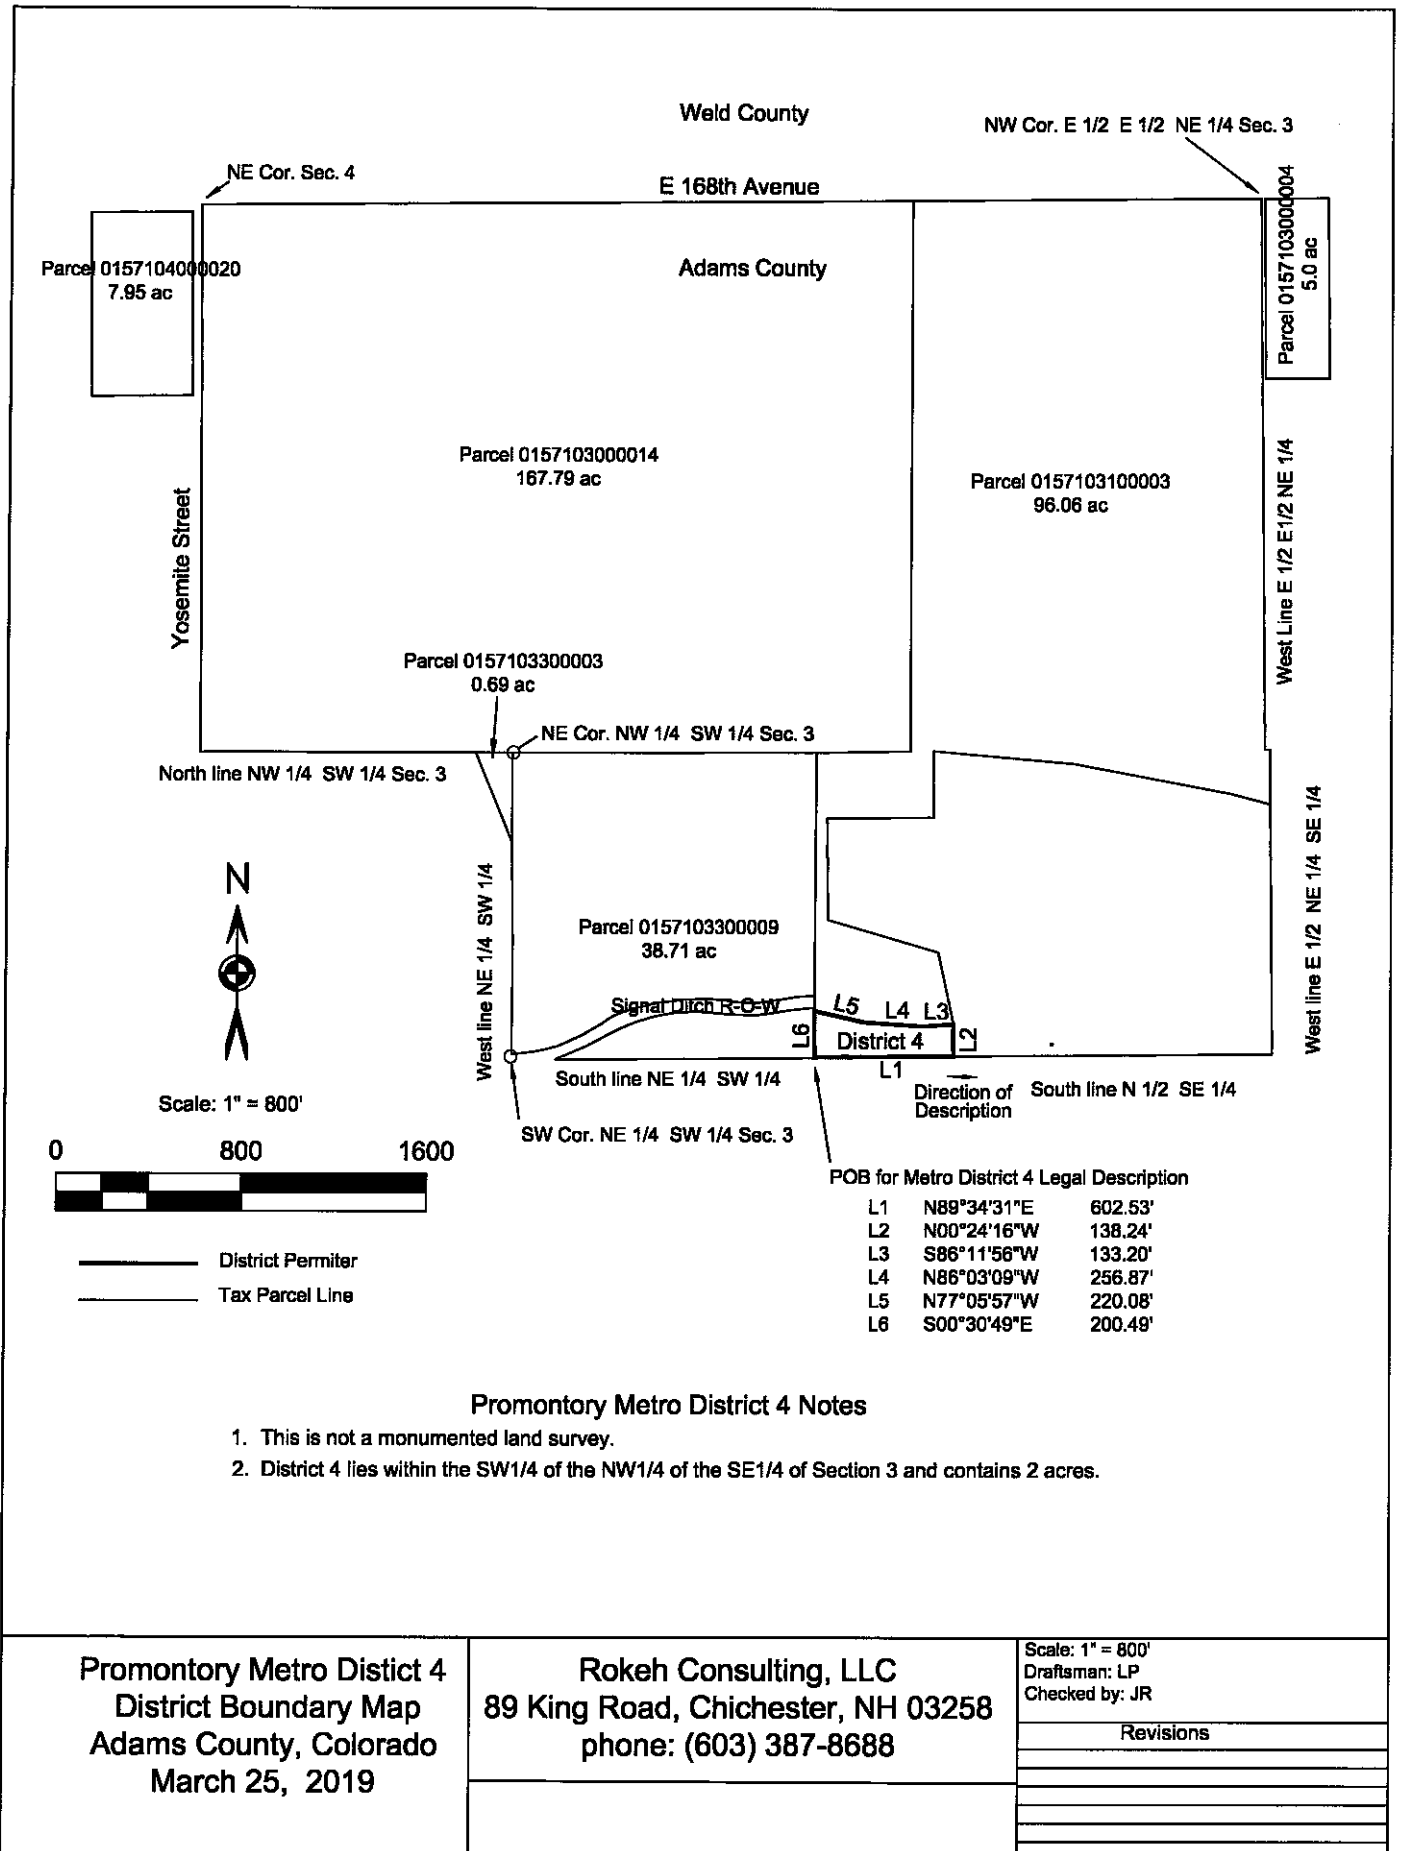 Weld County
NW Cor. E 1/2 E 1/2 NE 1/4 Sec. 3
NE Cor. Sec. 4
E 168th Avenue
Parcel 0157103000004
5.0 ac
Parcel 0157104000020
7.95 ac
Adams County
Parcel 0157103000014
167.79 ac
Parcel 0157103100003
96.06 ac
Yosemite Street
West Line E 1/2 E1/2 NE 1/4
Parcel 0157103300003
0.69 ac
NE Cor. NW 1/4 SW 1/4 Sec. 3
North line NW 1/4 SW 1/4 Sec. 3
N
West line NE 1/4 SW 1/4
Parcel 0157103300009
38.71 ac
West line E 1/2 NE 1/4 SE 1/4
Signal Ditch R-O-W
L5
L4
L3
L6
District 4
L2
L1
South line NE 1/4 SW 1/4
Direction of
Description
South line N 1/2 SE 1/4
Scale: 1" = 800'
SW Cor. NE 1/4 SW 1/4 Sec. 3
0 800 1600
POB for Metro District 4 Legal Description
L1 N89°34'31"E 602.53'
L2 N00°24'16"W 138.24'
L3 S86°11'56"W 133.20'
L4 N86°03'09"W 256.87'
L5 N77°05'57"W 220.08'
L6 S00°30'49"E 200.49'
District Permiter
Tax Parcel Line
Promontory Metro District 4 Notes
1. This is not a monumented land survey.
2. District 4 lies within the SW1/4 of the NW1/4 of the SE1/4 of Section 3 and contains 2 acres.
Promontory Metro Distict 4
District Boundary Map
Adams County, Colorado
March 25, 2019
Rokeh Consulting, LLC
89 King Road, Chichester, NH 03258
phone: (603) 387-8688
Scale: 1" = 800'
Draftsman: LP
Checked by: JR
Revisions